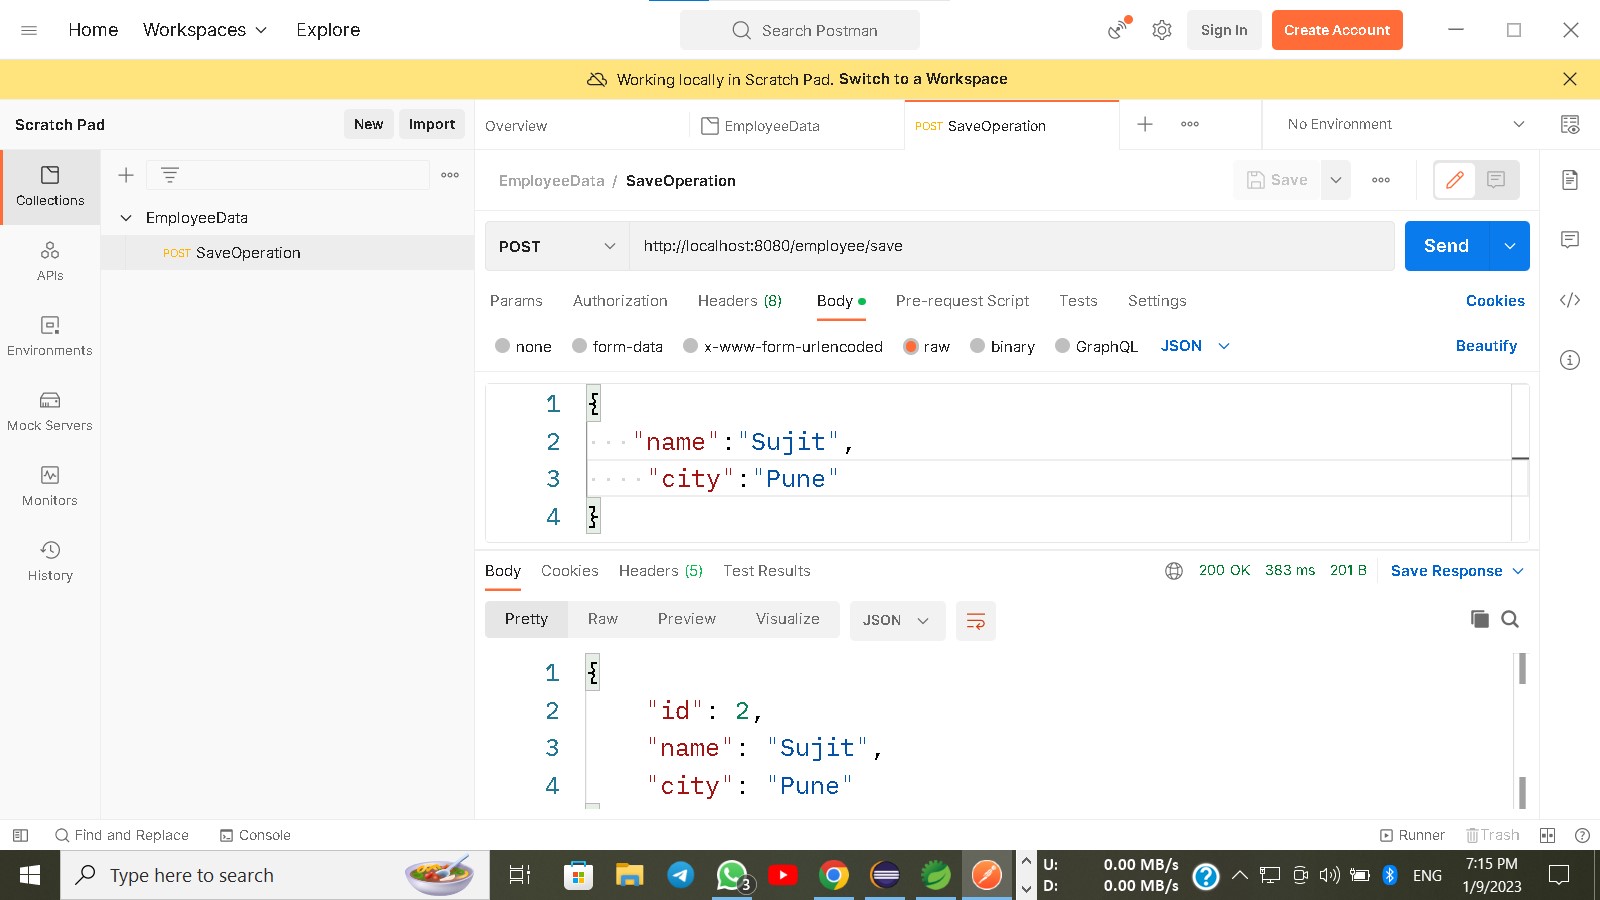 Home Workspaces Explore Search Postman Sign In Create Account
Working locally in Scratch Pad. Switch to a Workspace
Scratch Pad New Import Overview EmployeeData POST SaveOperation No Environment
Collections
EmployeeData / SaveOperation Save
EmployeeData
POST SaveOperation
APIs
Environments
Mock Servers
Monitors
History
POST http://localhost:8080/employee/save Send
Params Authorization Headers (8) Body Pre-request Script Tests Settings Cookies
none form-data x-www-form-urlencoded raw binary GraphQL JSON Beautify
1 {
2 "name":"Sujit",
3 "city":"Pune"
4 }
Body Cookies Headers (5) Test Results 200 OK 383 ms 201 B Save Response
Pretty Raw Preview Visualize JSON
1 {
2 "id": 2,
3 "name": "Sujit",
4 "city": "Pune"
Find and Replace Console Runner Trash
Type here to search 3 U: 0.00 MB/s
D: 0.00 MB/s
ENG 7:15 PM
1/9/2023